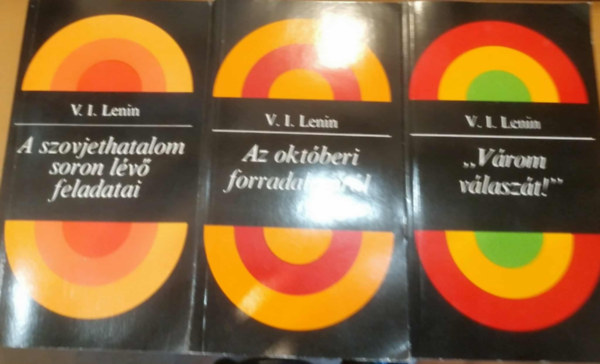 V. I. Lenin
A szovjethatalom
soron lévő
feladatai
V. I. Lenin
Az októberi
V. I. Lenin
„Várom
válaszát!”